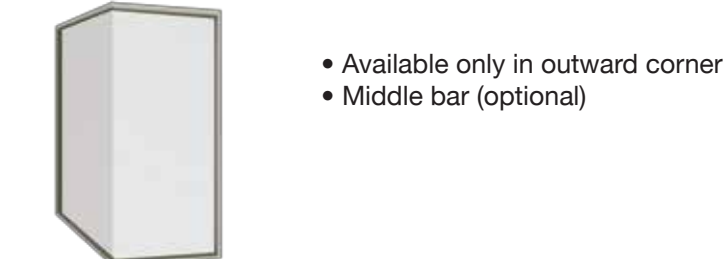 • Available only in outward corner
• Middle bar (optional)